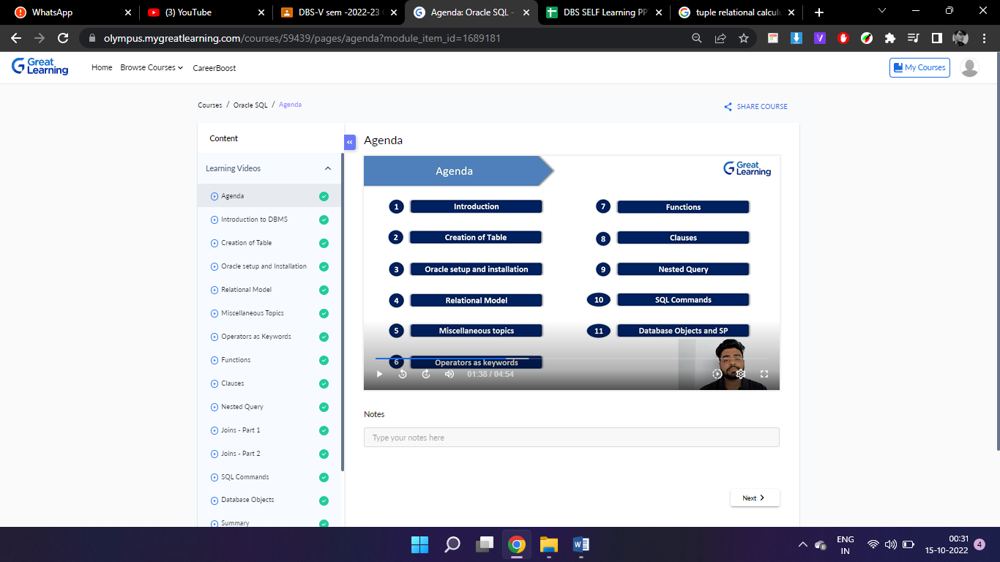 WhatsApp
(3) YouTube
DBS-V sem -2022-23
Agenda: Oracle SQL -
DBS SELF Learning PP
tuple relational calcul
olympus.mygreatlearning.com/courses/59439/pages/agenda?module_item_id=1689181
Great Learning
Home
Browse Courses
CareerBoost
My Courses
Courses / Oracle SQL / Agenda
SHARE COURSE
Content
Learning Videos
Agenda
Introduction to DBMS
Creation of Table
Oracle setup and Installation
Relational Model
Miscellaneous Topics
Operators as Keywords
Functions
Clauses
Nested Query
Joins - Part 1
Joins - Part 2
SQL Commands
Database Objects
Summary
Agenda
Agenda
Great Learning
1 Introduction
2 Creation of Table
3 Oracle setup and installation
4 Relational Model
5 Miscellaneous topics
6 Operators as keywords
7 Functions
8 Clauses
9 Nested Query
10 SQL Commands
11 Database Objects and SP
01:38 / 04:54
Notes
Type your notes here
Next
ENG
IN
00:31
15-10-2022
4